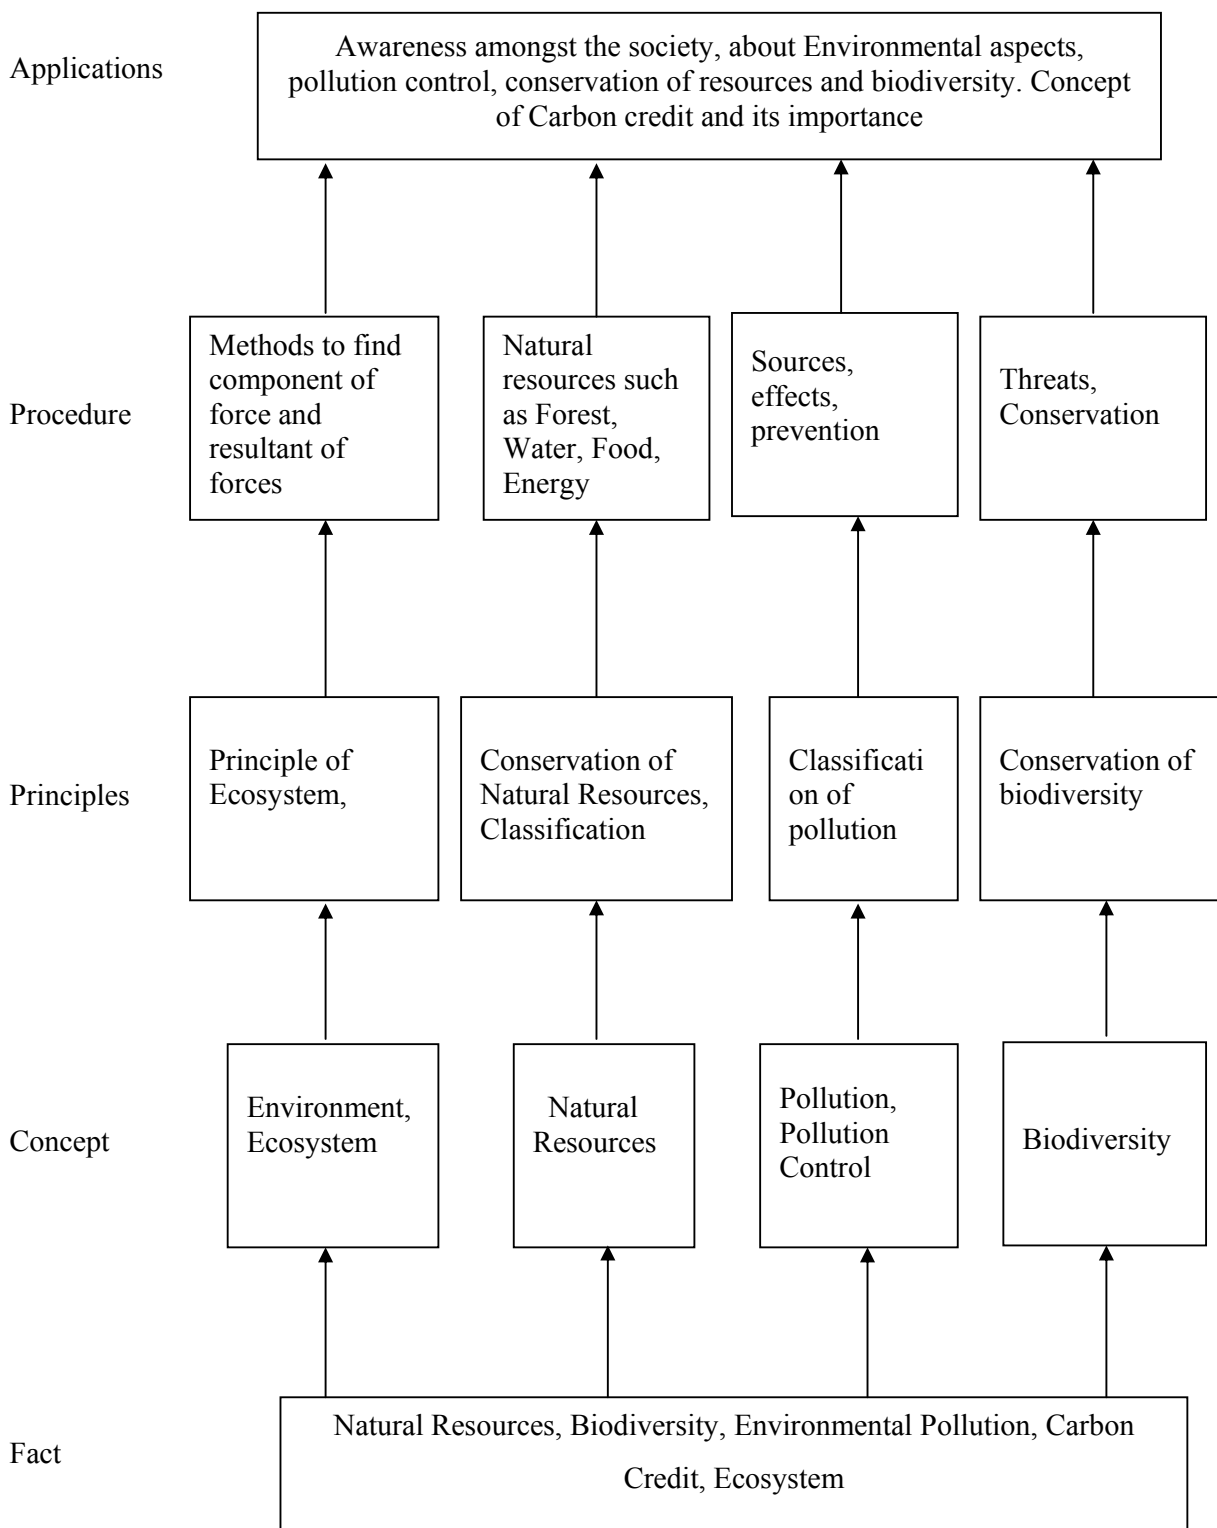 Applications
Awareness amongst the society, about Environmental aspects,
pollution control, conservation of resources and biodiversity. Concept
of Carbon credit and its importance
Procedure
Methods to find
component of
force and
resultant of
forces
Natural
resources such
as Forest,
Water, Food,
Energy
Sources,
effects,
prevention
Threats,
Conservation
Principles
Principle of
Ecosystem,
Conservation of
Natural Resources,
Classification
Classificati
on of
pollution
Conservation of
biodiversity
Concept
Environment,
Ecosystem
Natural
Resources
Pollution,
Pollution
Control
Biodiversity
Fact
Natural Resources, Biodiversity, Environmental Pollution, Carbon
Credit, Ecosystem